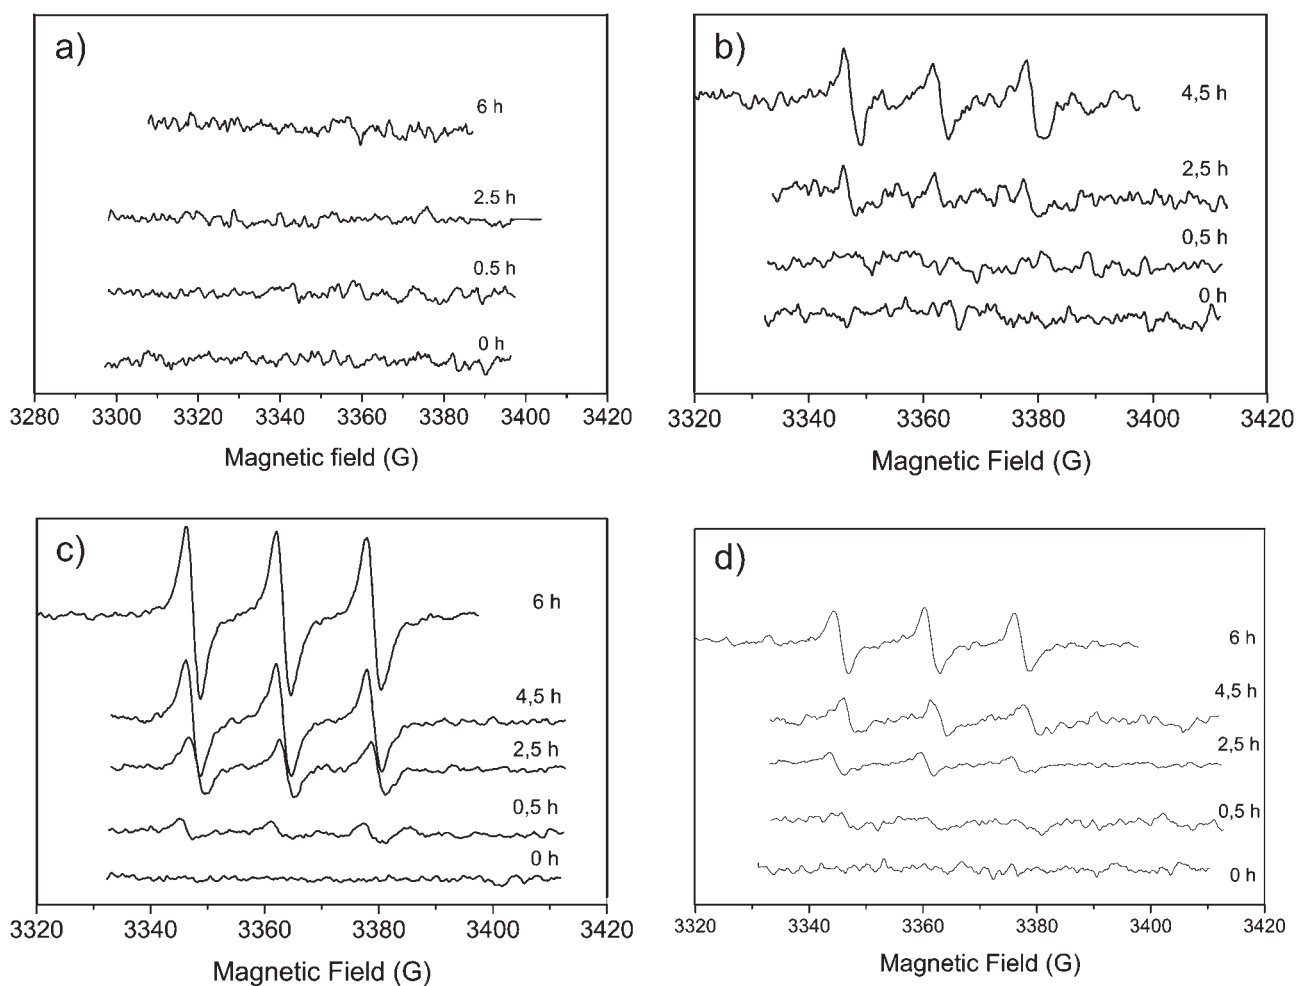 a)
6 h
2.5 h
0.5 h
0 h
3280 3300 3320 3340 3360 3380 3400 3420
Magnetic field (G)
b)
4,5 h
2,5 h
0,5 h
0 h
3320 3340 3360 3380 3400 3420
Magnetic Field (G)
c)
6 h
4,5 h
2,5 h
0,5 h
0 h
3320 3340 3360 3380 3400 3420
Magnetic Field (G)
d)
6 h
4,5 h
2,5 h
0,5 h
0 h
3320 3340 3360 3380 3400 3420
Magnetic Field (G)